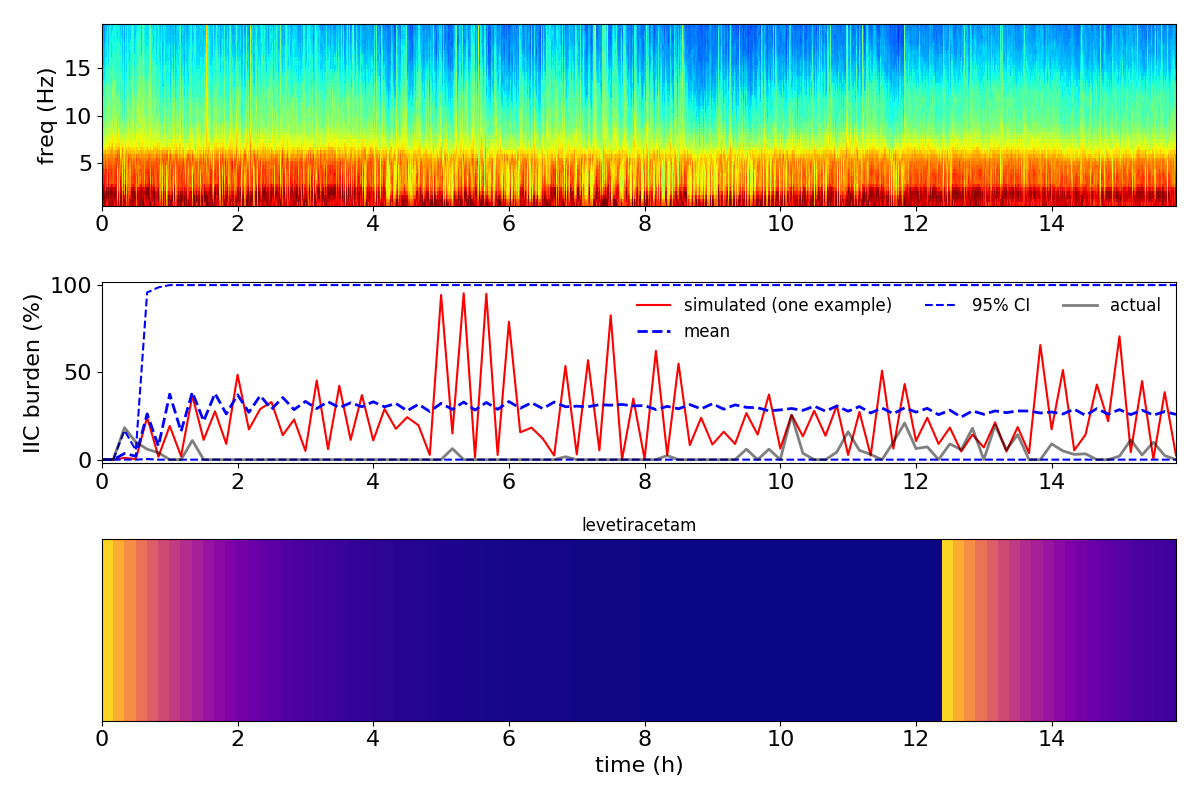 freq (Hz)
15
10
5
0 2 4 6 8 10 12 14
IIC burden (%)
100
50
0
simulated (one example) 95% CI actual
mean
0 2 4 6 8 10 12 14
levetiracetam
0 2 4 6 8 10 12 14
time (h)